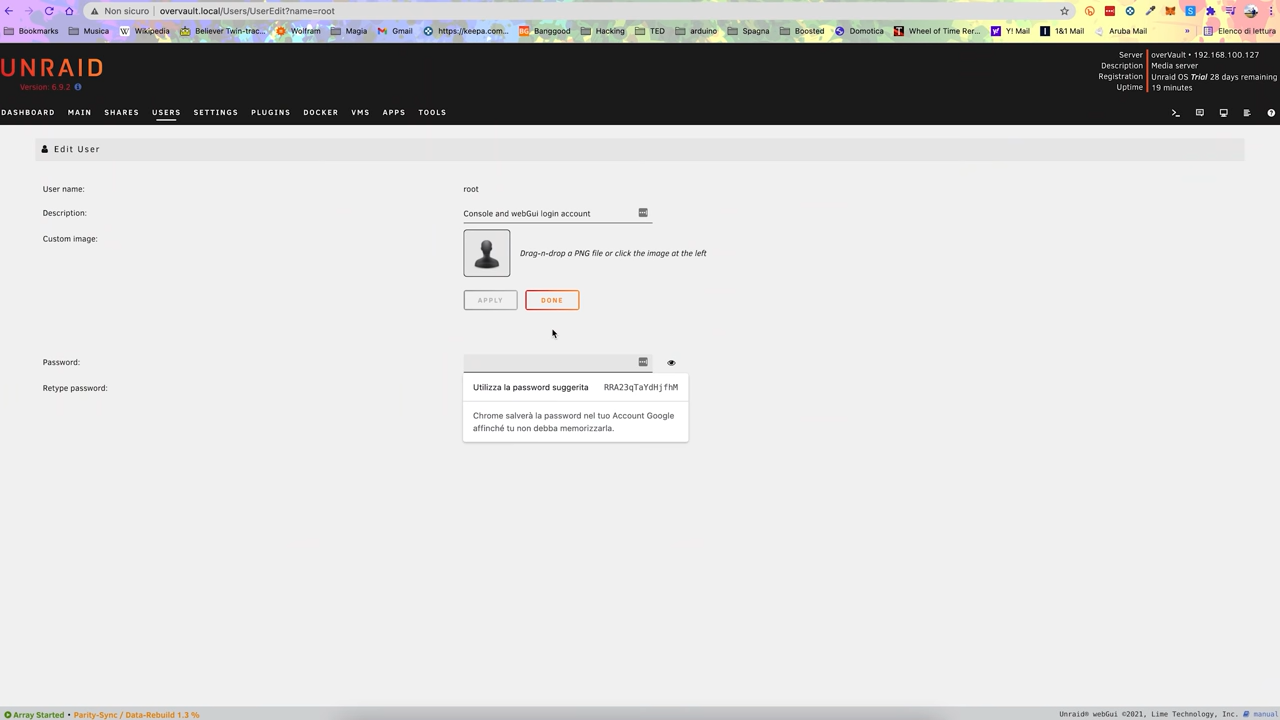 Non sicuro overvault.local/Users/UserEdit?name=root
Bookmarks Musica Wikipedia Believer Twin-trac... Wolfram Magia Gmail https://keepa.com... Banggood Hacking TED arduino Spagna Boosted Domotica Wheel of Time Rer... Y! Mail 1&1 Mail Aruba Mail » Elenco di lettura
UNRAID
Version: 6.9.2
Server overVault • 192.168.100.127
Description Media server
Registration Unraid OS Trial 28 days remaining
Uptime 19 minutes
DASHBOARD MAIN SHARES USERS SETTINGS PLUGINS DOCKER VMS APPS TOOLS
Edit User
User name: root
Description: Console and webGui login account
Custom image: Drag-n-drop a PNG file or click the image at the left
APPLY DONE
Password:
Retype password:
Utilizza la password suggerita RRA23qTaYdHjfhM
Chrome salverà la password nel tuo Account Google
affinché tu non debba memorizzarla.
Array Started • Parity-Sync / Data-Rebuild 1.3 % Unraid® webGui ©2021, Lime Technology, Inc. manual